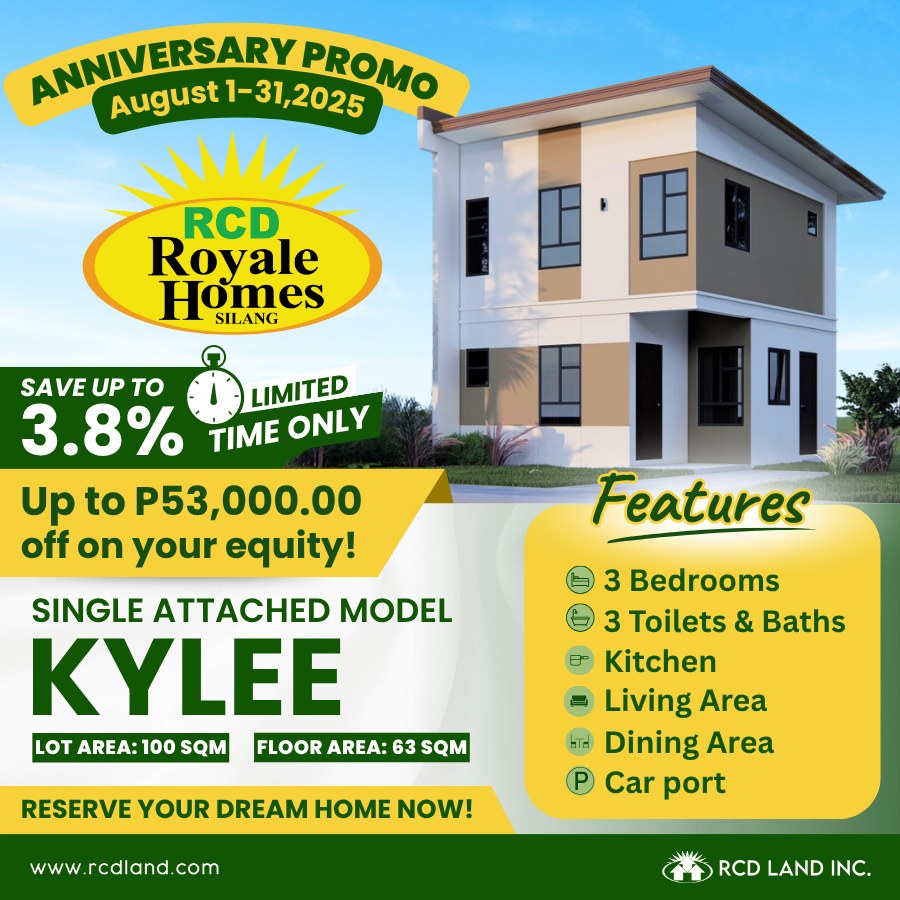 ANNIVERSARY PROMO
August 1-31,2025
RCD
Royale
Homes
SILANG
SAVE UP TO
3.8%
LIMITED
TIME ONLY
Up to P53,000.00
off on your equity!
SINGLE ATTACHED MODEL
KYLEE
LOT AREA: 100 SQM
FLOOR AREA: 63 SQM
RESERVE YOUR DREAM HOME NOW!
Features
3 Bedrooms
3 Toilets & Baths
Kitchen
Living Area
Dining Area
P Car port
www.rcdland.com
RCD LAND INC.